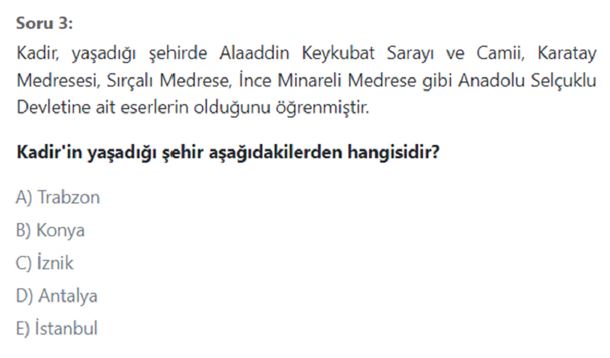 Soru 3:
Kadir, yaşadığı şehirde Alaaddin Keykubat Sarayı ve Camii, Karatay
Medresesi, Sırçalı Medrese, İnce Minareli Medrese gibi Anadolu Selçuklu
Devletine ait eserlerin olduğunu öğrenmiştir.
Kadir'in yaşadığı şehir aşağıdakilerden hangisidir?
A) Trabzon
B) Konya
C) İznik
D) Antalya
E) İstanbul